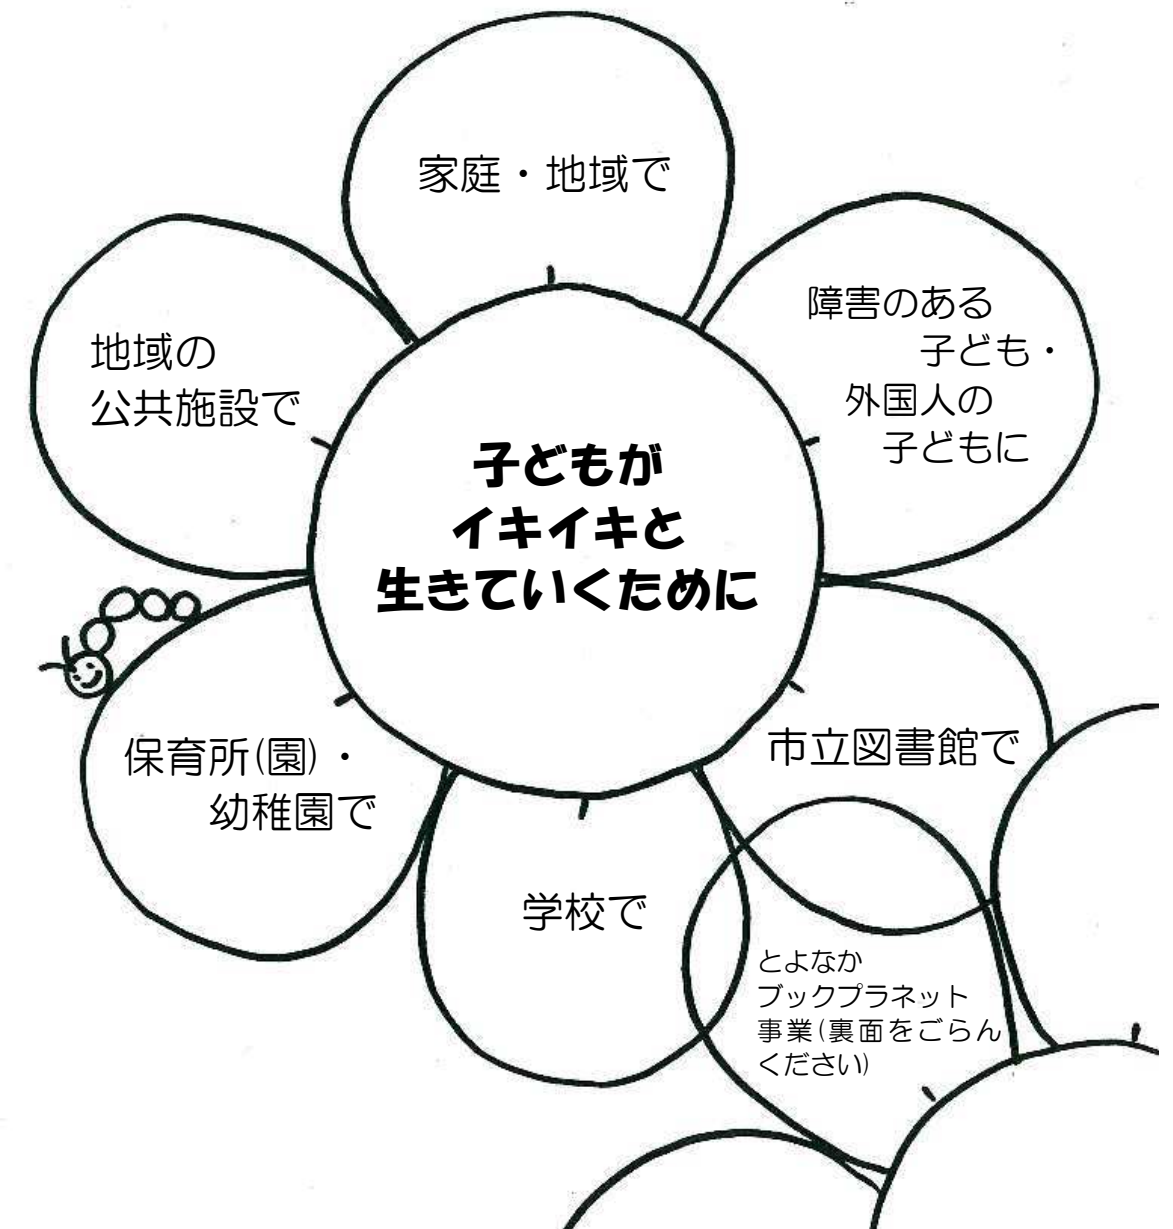 家庭・地域で
障害のある
子ども・
外国人の
子どもに
地域の
公共施設で
子どもが
イキイキと
生きていくために
市立図書館で
保育所(園)・
幼稚園で
学校で
とよなか
ブックプラネット
事業(裏面をごらん
ください)